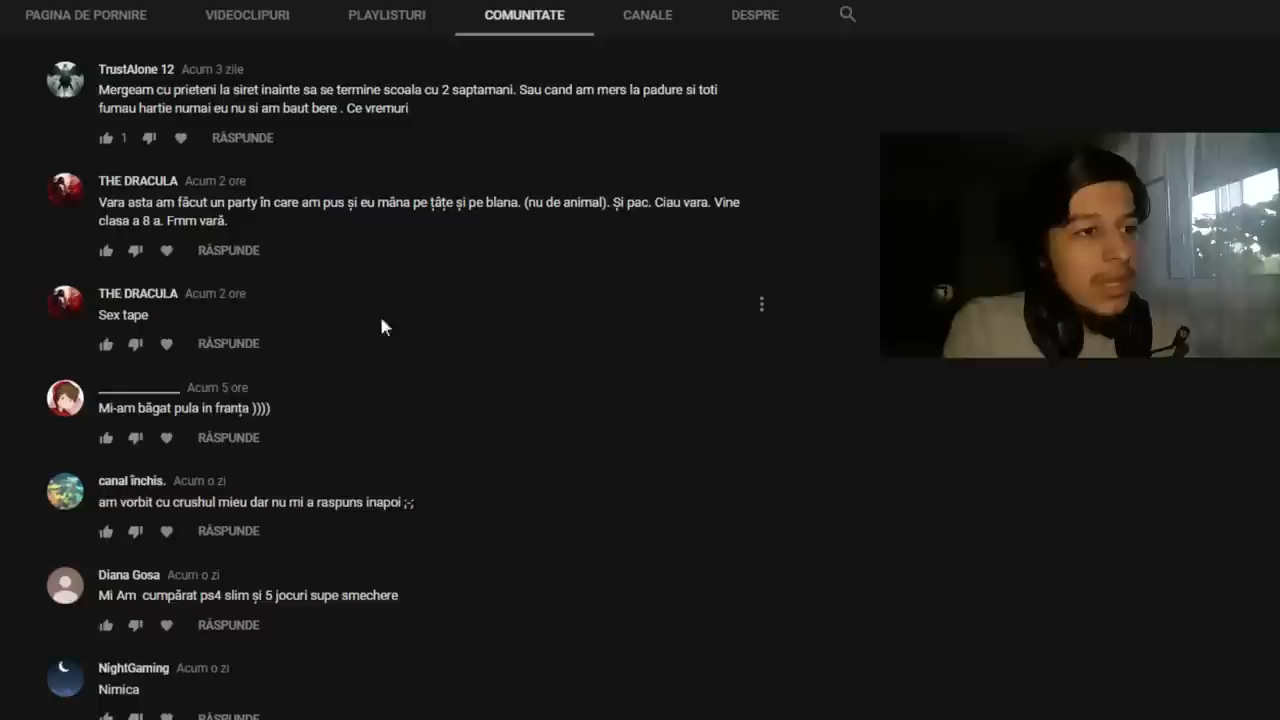 PAGINA DE PORNIRE VIDEOCLIPURI PLAYLISTURI COMUNITATE CANALE DESPRE
TrustAlone 12 Acum 3 zile
Mergeam cu prieteni la siret inainte sa se termine scoala cu 2 saptamani. Sau cand am mers la padure si toti
fumau hartie numai eu nu si am baut bere . Ce vremuri
1 RĂSPUNDE
THE DRACULA Acum 2 ore
Vara asta am făcut un party în care am pus și eu mâna pe țâțe și pe blana. (nu de animal). Și pac. Ciau vara. Vine
clasa a 8 a. Fmm vară.
RĂSPUNDE
THE DRACULA Acum 2 ore
Sex tape
RĂSPUNDE
_____________ Acum 5 ore
Mi-am băgat pula in franța ))))
RĂSPUNDE
canal închis. Acum o zi
am vorbit cu crushul mieu dar nu mi a raspuns inapoi ;-;
RĂSPUNDE
Diana Gosa Acum o zi
Mi Am cumpărat ps4 slim și 5 jocuri supe smechere
RĂSPUNDE
NightGaming Acum o zi
Nimica
RĂSPUNDE